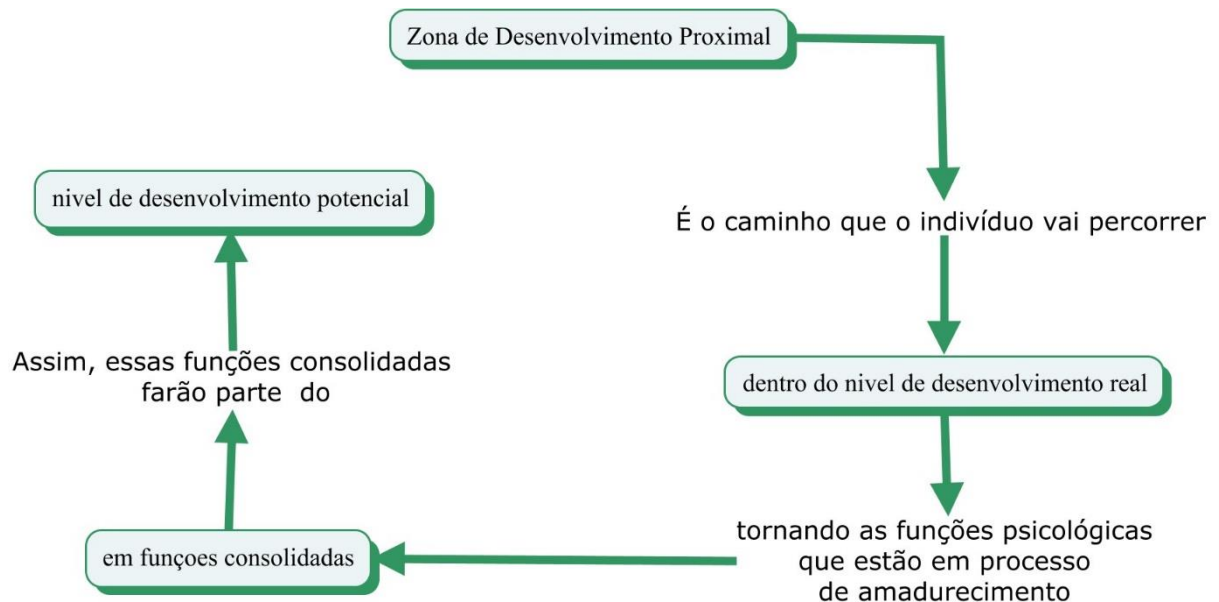 Zona de Desenvolvimento Proximal
É o caminho que o indivíduo vai percorrer
dentro do nivel de desenvolvimento real
tornando as funções psicológicas
que estão em processo
de amadurecimento
em funçoes consolidadas
Assim, essas funções consolidadas
farão parte do
nivel de desenvolvimento potencial